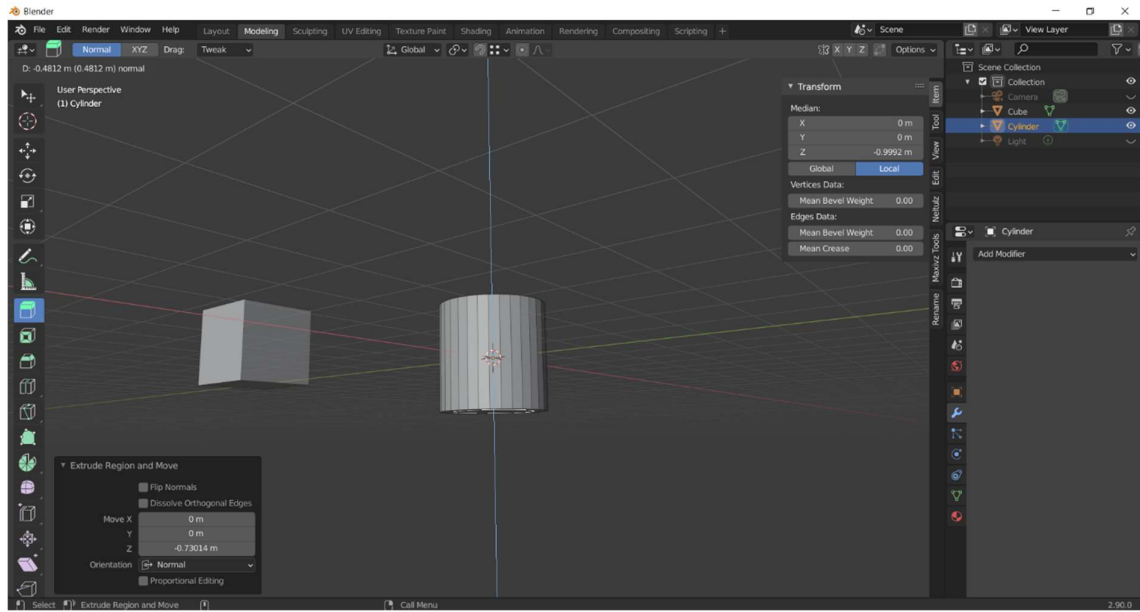 Blender
File Edit Render Window Help Layout Modeling Sculpting UV Editing Texture Paint Shading Animation Rendering Compositing Scripting + Scene View Layer
Normal XYZ Drag: Tweak Global X Y Z Options
D: -0.4812 m (0.4812 m) normal
User Perspective
(1) Cylinder
Transform
Median:
X 0 m
Y 0 m
Z -0.9992 m
Global Local
Vertices Data:
Mean Bevel Weight 0.00
Edges Data:
Mean Bevel Weight 0.00
Mean Crease 0.00
Item
Tool
View
Edit
Neltulz
Maxivz Tools
Rename
Scene Collection
Collection
Camera
Cube
Cylinder
Light
Cylinder
Add Modifier
Extrude Region and Move
Flip Normals
Dissolve Orthogonal Edges
Move X 0 m
Y 0 m
Z -0.73014 m
Orientation Normal
Proportional Editing
Select Extrude Region and Move Call Menu 2.90.0